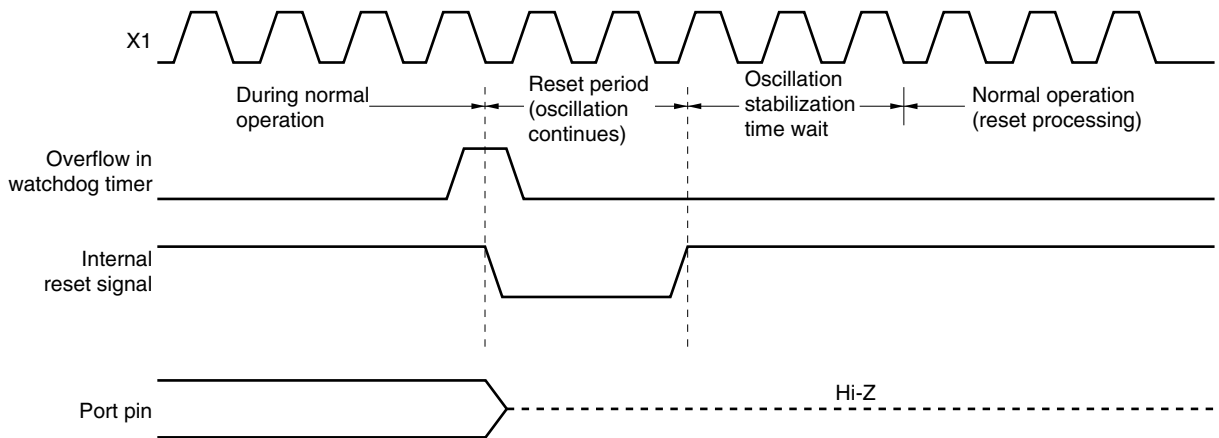 X1
During normal
operation
Reset period
(oscillation
continues)
Oscillation
stabilization
time wait
Normal operation
(reset processing)
Overflow in
watchdog timer
Internal
reset signal
Hi-Z
Port pin